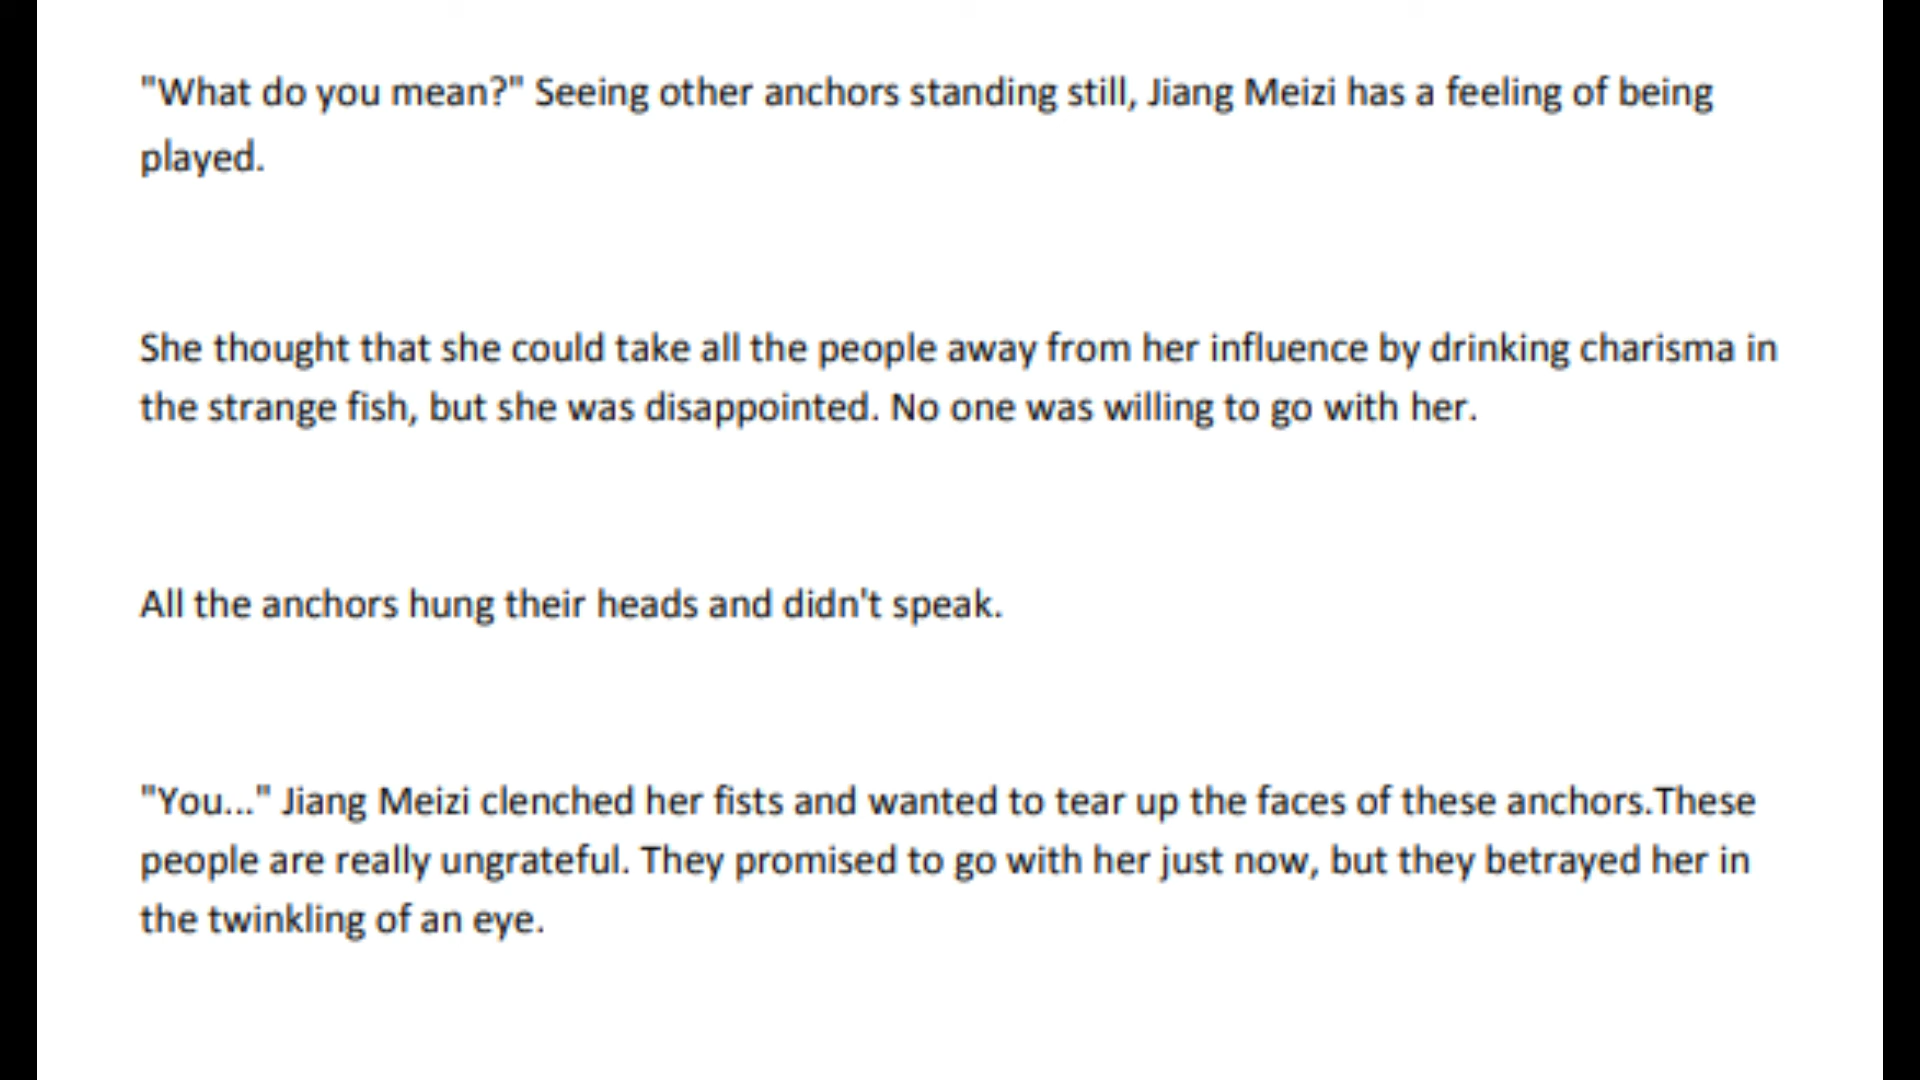 "What do you mean?" Seeing other anchors standing still, Jiang Meizi has a feeling of being
played.
She thought that she could take all the people away from her influence by drinking charisma in
the strange fish, but she was disappointed. No one was willing to go with her.
All the anchors hung their heads and didn't speak.
"You..." Jiang Meizi clenched her fists and wanted to tear up the faces of these anchors.These
people are really ungrateful. They promised to go with her just now, but they betrayed her in
the twinkling of an eye.